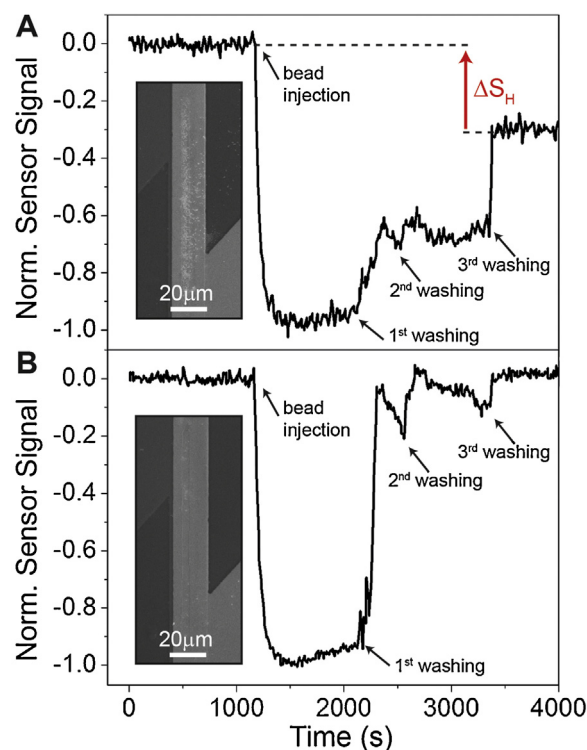 A
Norm. Sensor Signal
0.0
-0.2
-0.4
-0.6
-0.8
-1.0
bead
injection
ΔS_H
20μm
1st washing
2nd washing
3rd washing
B
Norm. Sensor Signal
0.0
-0.2
-0.4
-0.6
-0.8
-1.0
bead
injection
20μm
1st washing
2nd washing
3rd washing
0 1000 2000 3000 4000
Time (s)